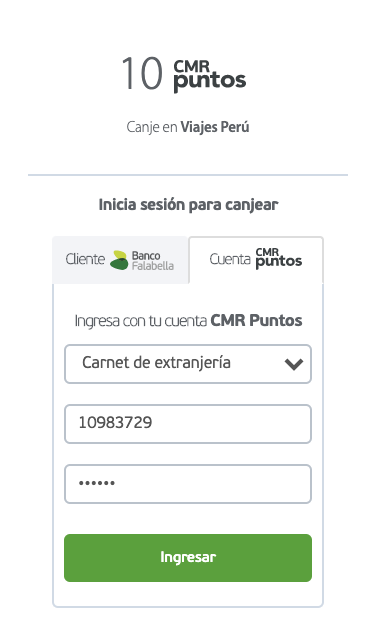 10 CMR puntos
Canje en Viajes Perú
Inicia sesión para canjear
Cliente Banco Falabella
Cuenta CMR puntos
Ingresa con tu cuenta CMR Puntos
Carnet de extranjería
10983729
••••••
Ingresar